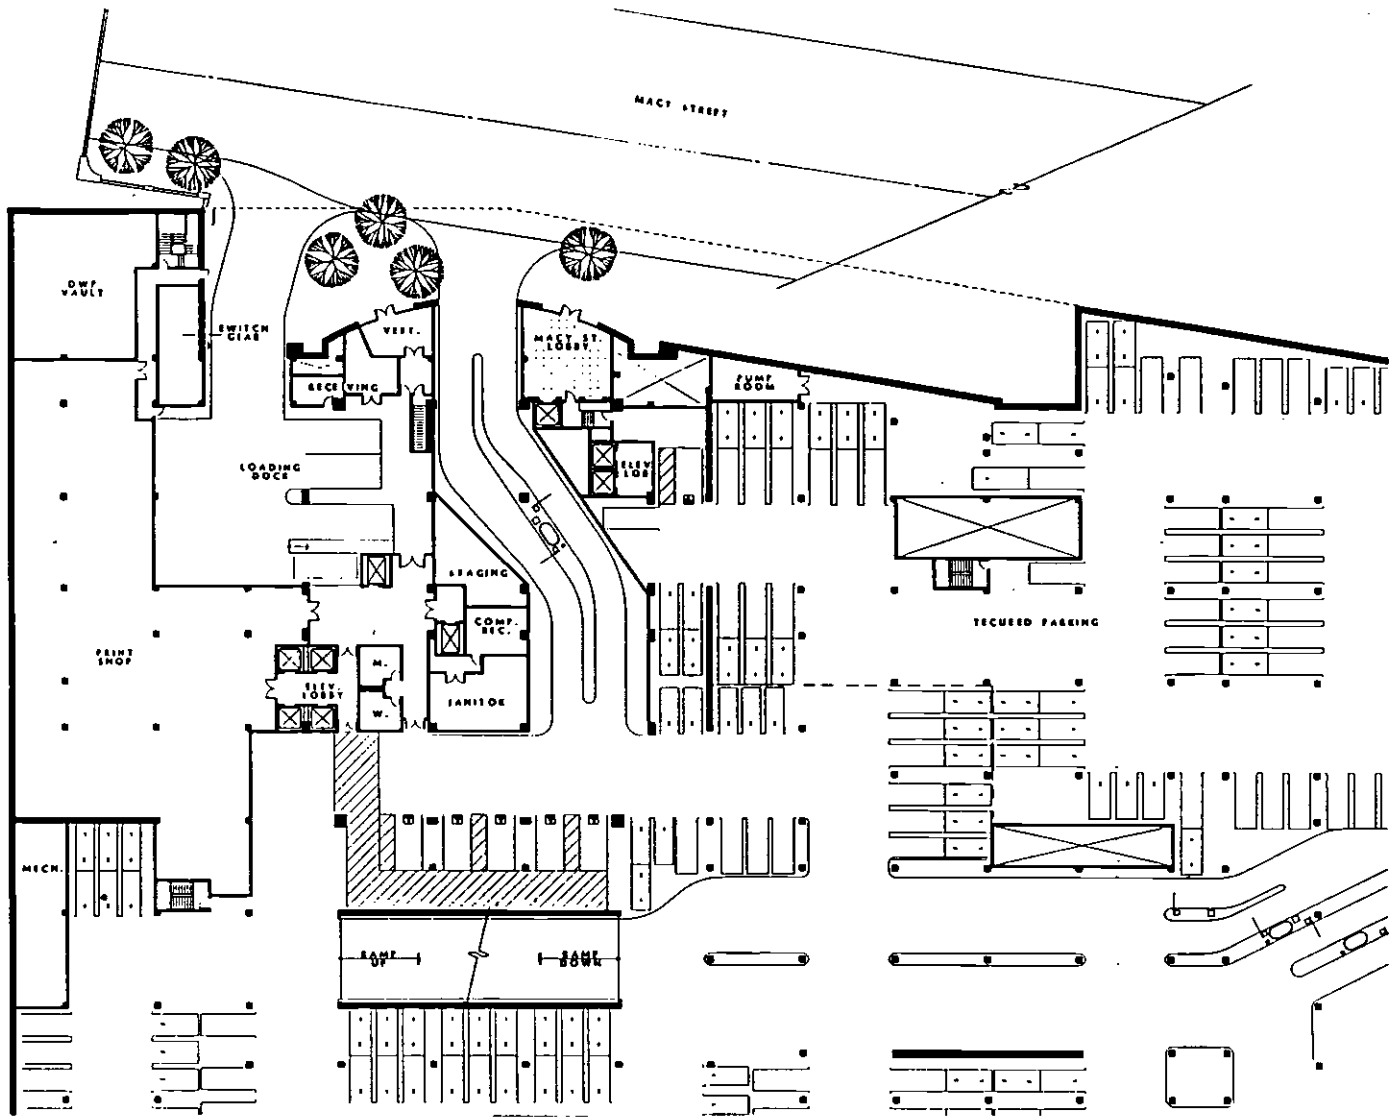 MACY STREET
DWP
VAULT
SWITCH
GEAR
VEST.
MACY ST.
LOBBY
RECEIVING
PUMP
ROOM
LOADING
DOCK
ELEV.
LOB.
STAGING
COMP.
REC.
PRINT
SHOP
M.
ELEV.
LOBBY
W.
JANITOR
TEQUEED PARKING
MECH.
RAMP
UP
RAMP
DOWN